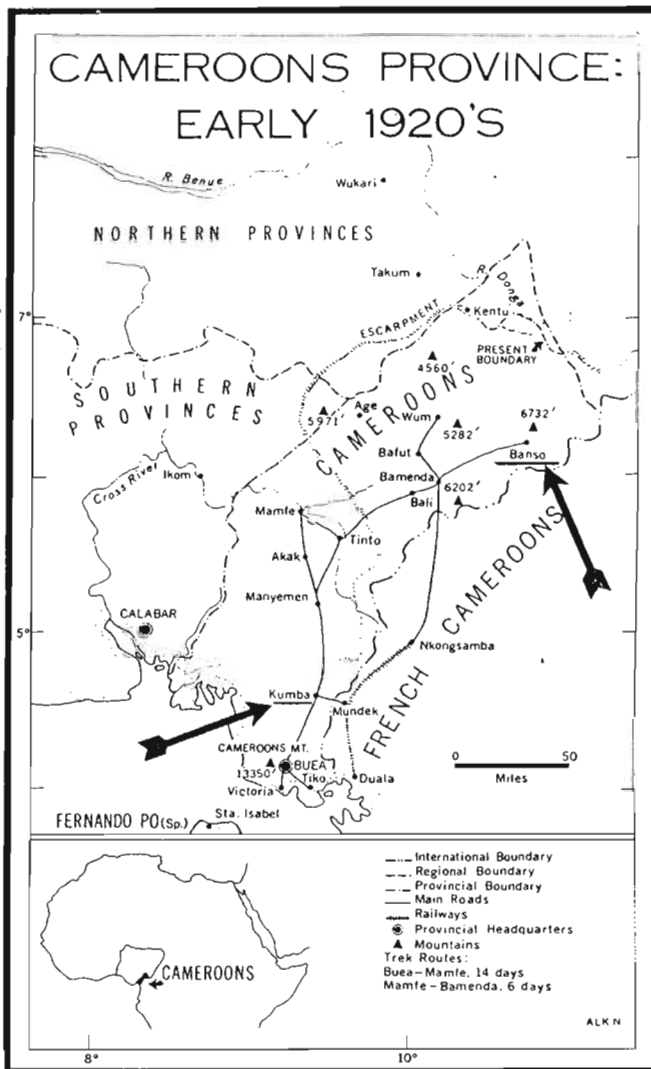 CAMEROONS PROVINCE:
EARLY 1920'S
R. Benue
Wukari
NORTHERN PROVINCES
Takum
R. Donga
7°
ESCARPMENT
Kentu
PRESENT
BOUNDARY
4560'
SOUTHERN
PROVINCES
CAMEROONS
5971'
Age
Wum
5282'
6732'
Bafut
Banso
Cross River
Ikom
Bamenda
6202'
Bali
Mamfe
Tinto
Akak
Manyemen
CALABAR
5°
FRENCH CAMEROONS
Nkongsamba
Kumba
Mundek
CAMEROONS MT.
13350'
BUEA
Tiko
Victoria
Duala
0 50
Miles
FERNANDO PO (Sp.)
Sta. Isabel
International Boundary
Regional Boundary
Provincial Boundary
Main Roads
Railways
Provincial Headquarters
Mountains
Trek Routes:
Buea-Mamfe, 14 days
Mamfe-Bamenda, 6 days
CAMEROONS
ALK N
8° 10°